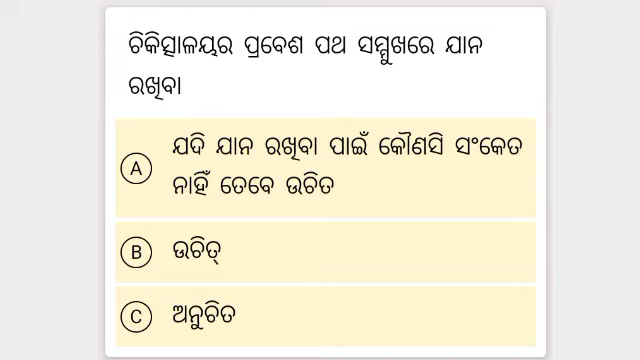 ଚିକିତ୍ସାଳୟର ପ୍ରବେଶ ପଥ ସମ୍ମୁଖରେ ଯାନ
ରଖିବା
A ଯଦି ଯାନ ରଖିବା ପାଇଁ କୌଣସି ସଂକେତ
ନାହିଁ ତେବେ ଉଚିତ
B ଉଚିତ୍
C ଅନୁଚିତ